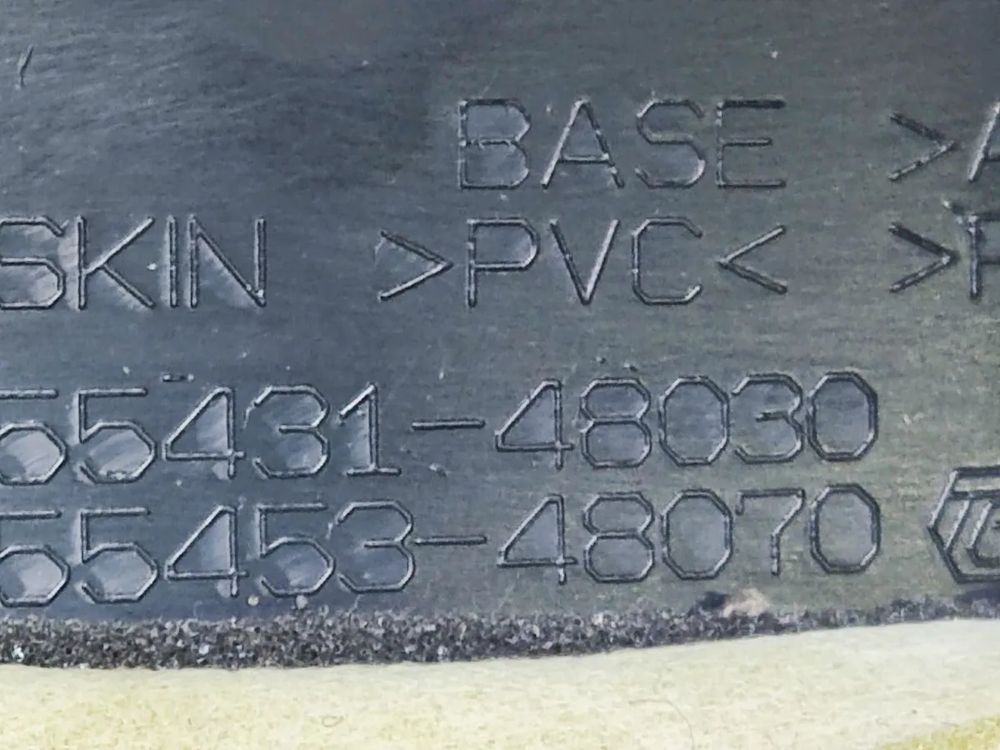 BASE >A
SKIN >PVC< >P
55431-48030
55453-48070